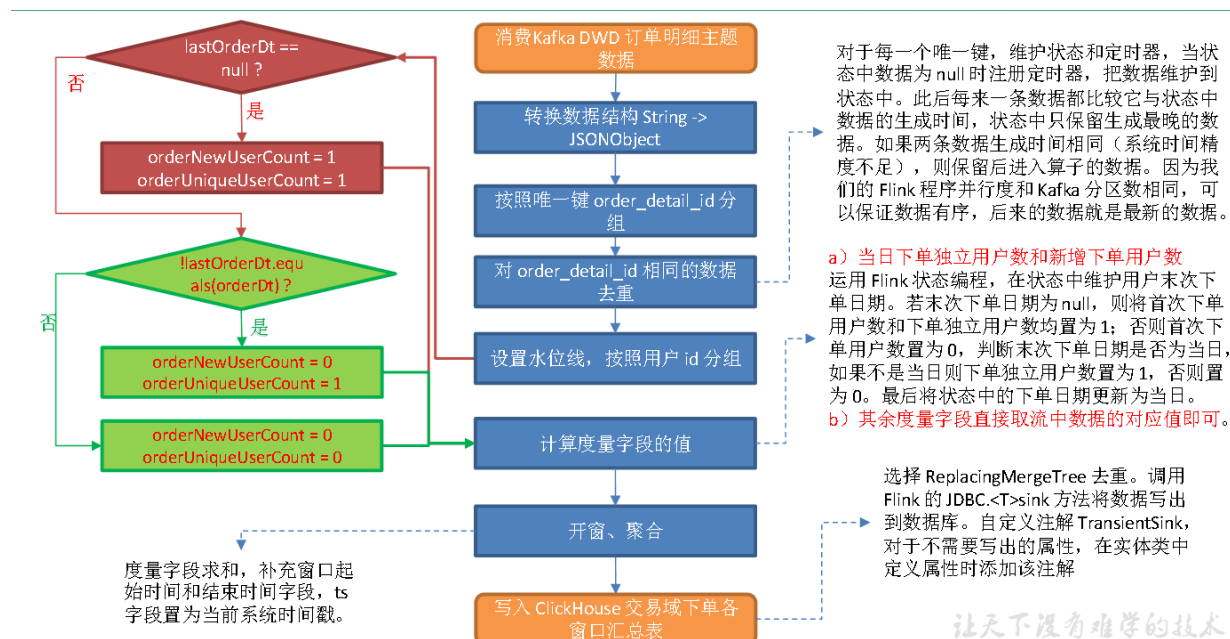 lastOrderDt ==
null ?
否
是
orderNewUserCount = 1
orderUniqueUserCount = 1
!lastOrderDt.equ
als(orderDt) ?
否
是
orderNewUserCount = 0
orderUniqueUserCount = 1
orderNewUserCount = 0
orderUniqueUserCount = 0
度量字段求和，补充窗口起
始时间和结束时间字段，ts
字段置为当前系统时间戳。
消费Kafka DWD 订单明细主题
数据
转换数据结构 String ->
JSONObject
按照唯一键 order_detail_id 分
组
对 order_detail_id 相同的数据
去重
设置水位线，按照用户 id 分组
计算度量字段的值
开窗、聚合
写入 ClickHouse 交易域下单各
窗口汇总表
对于每一个唯一键，维护状态和定时器，当状
态中数据为 null 时注册定时器，把数据维护到
状态中。此后每来一条数据都比较它与状态中
数据的生成时间，状态中只保留生成最晚的数
据。如果两条数据生成时间相同（系统时间精
度不足），则保留后进入算子的数据。因为我
们的 Flink 程序并行度和 Kafka 分区数相同，可
以保证数据有序，后来的数据就是最新的数据。
a）当日下单独立用户数和新增下单用户数
运用 Flink 状态编程，在状态中维护用户末次下
单日期。若末次下单日期为 null，则将首次下单
用户数和下单独立用户数均置为 1；否则首次下
单用户数置为 0，判断末次下单日期是否为当日，
如果不是当日则下单独立用户数置为 1，否则置
为 0。最后将状态中的下单日期更新为当日。
b）其余度量字段直接取流中数据的对应值即可。
选择 ReplacingMergeTree 去重。调用
Flink 的 JDBC.<T>sink 方法将数据写出
到数据库。自定义注解 TransientSink，
对于不需要写出的属性，在实体类中
定义属性时添加该注解
让天下没有难学的技术